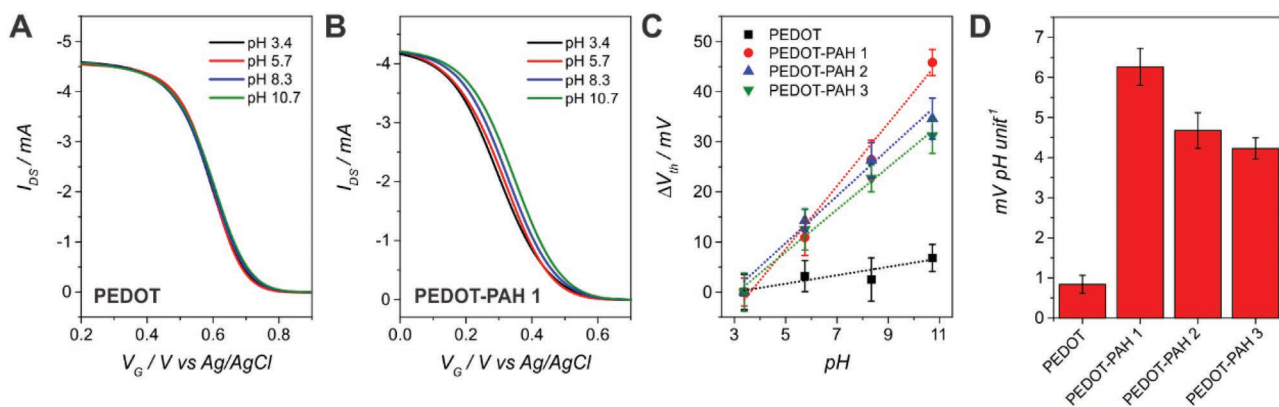 A
-5
-4
-3
-2
-1
0
I_DS / mA
pH 3.4
pH 5.7
pH 8.3
pH 10.7
PEDOT
0.2
0.4
0.6
0.8
V_G / V vs Ag/AgCl
B
-4
-3
-2
-1
0
I_DS / mA
pH 3.4
pH 5.7
pH 8.3
pH 10.7
PEDOT-PAH 1
0.0
0.2
0.4
0.6
V_G / V vs Ag/AgCl
C
50
40
30
20
10
0
ΔV_th / mV
PEDOT
PEDOT-PAH 1
PEDOT-PAH 2
PEDOT-PAH 3
3
5
7
9
11
pH
D
7
6
5
4
3
2
1
0
mV pH unit⁻¹
PEDOT
PEDOT-PAH 1
PEDOT-PAH 2
PEDOT-PAH 3